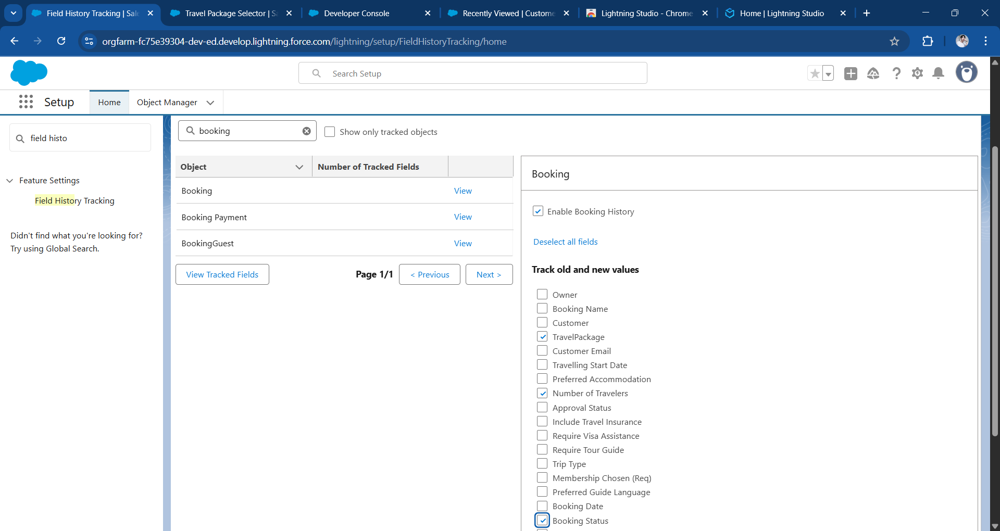 Field History Tracking | Sale
Travel Package Selector | Sa
Developer Console
Recently Viewed | Custome
Lightning Studio - Chrome
Home | Lightning Studio
orgfarm-fc75e39304-dev-ed.develop.lightning.force.com/lightning/setup/FieldHistoryTracking/home
Search Setup
Setup
Home
Object Manager
field histo
Feature Settings
Field History Tracking
Didn't find what you're looking for?
Try using Global Search.
booking
Show only tracked objects
Object
Number of Tracked Fields
Booking
View
Booking Payment
View
BookingGuest
View
View Tracked Fields
Page 1/1
< Previous
Next >
Booking
Enable Booking History
Deselect all fields
Track old and new values
Owner
Booking Name
Customer
TravelPackage
Customer Email
Travelling Start Date
Preferred Accommodation
Number of Travelers
Approval Status
Include Travel Insurance
Require Visa Assistance
Require Tour Guide
Trip Type
Membership Chosen (Req)
Preferred Guide Language
Booking Date
Booking Status